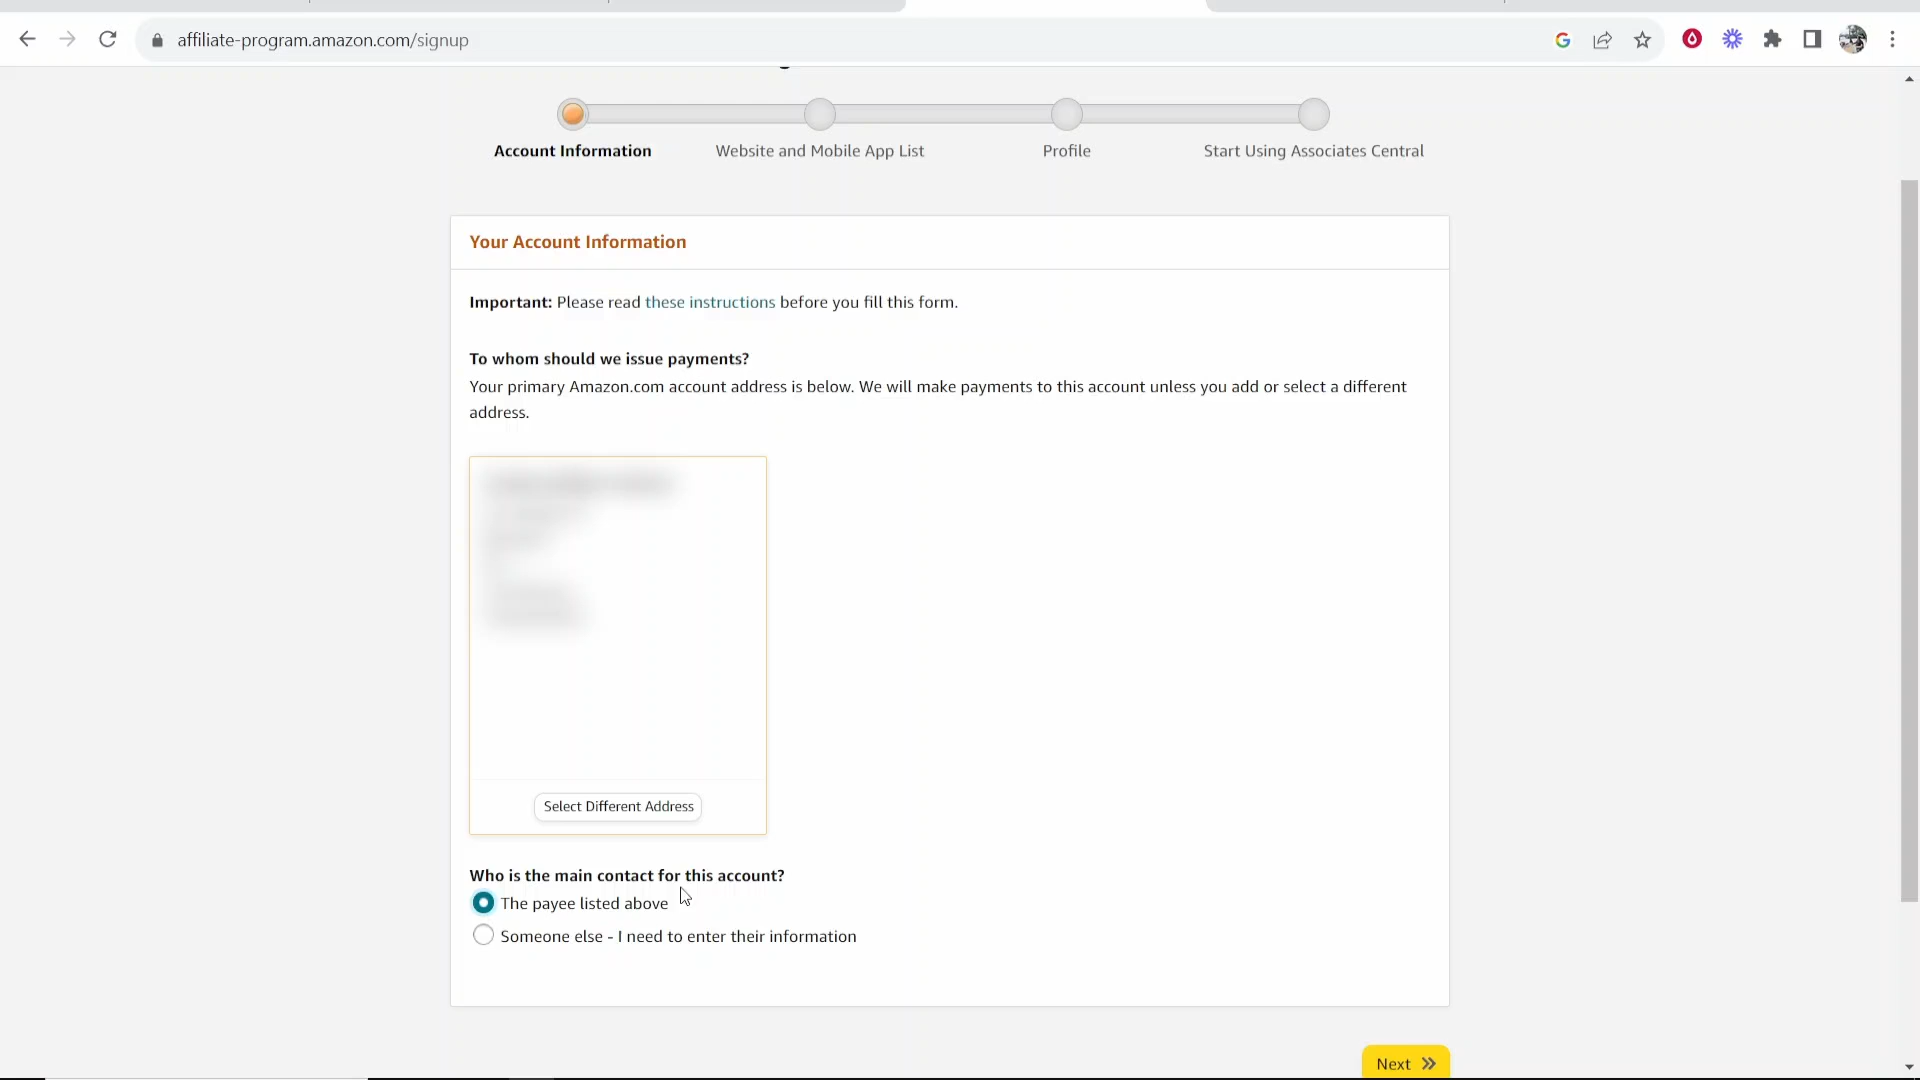 affiliate-program.amazon.com/signup
Account Information
Website and Mobile App List
Profile
Start Using Associates Central
Your Account Information
Important: Please read these instructions before you fill this form.
To whom should we issue payments?
Your primary Amazon.com account address is below. We will make payments to this account unless you add or select a different
address.
Select Different Address
Who is the main contact for this account?
The payee listed above
Someone else - I need to enter their information
Next